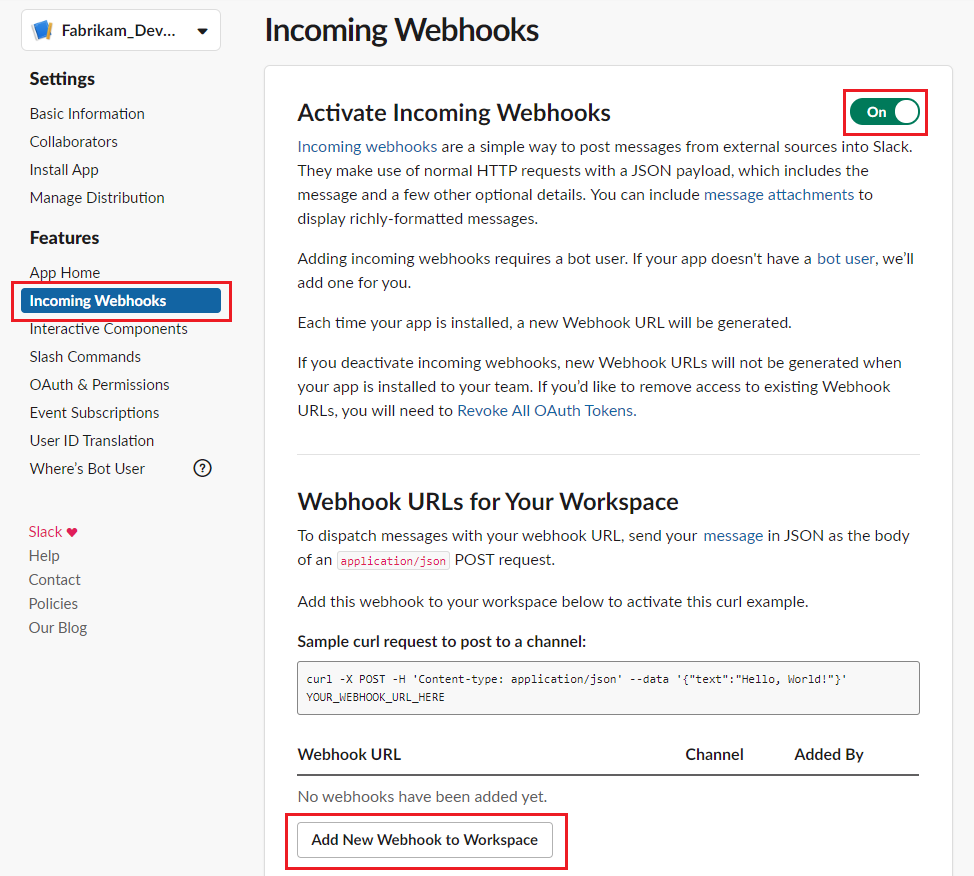 Fabrikam_Dev...
Settings
Basic Information
Collaborators
Install App
Manage Distribution
Features
App Home
Incoming Webhooks
Interactive Components
Slash Commands
OAuth & Permissions
Event Subscriptions
User ID Translation
Where's Bot User ?
Slack ♥
Help
Contact
Policies
Our Blog
Incoming Webhooks
Activate Incoming Webhooks
On
Incoming webhooks are a simple way to post messages from external sources into Slack.
They make use of normal HTTP requests with a JSON payload, which includes the
message and a few other optional details. You can include message attachments to
display richly-formatted messages.
Adding incoming webhooks requires a bot user. If your app doesn't have a bot user, we'll
add one for you.
Each time your app is installed, a new Webhook URL will be generated.
If you deactivate incoming webhooks, new Webhook URLs will not be generated when
your app is installed to your team. If you'd like to remove access to existing Webhook
URLs, you will need to Revoke All OAuth Tokens.
Webhook URLs for Your Workspace
To dispatch messages with your webhook URL, send your message in JSON as the body
of an application/json POST request.
Add this webhook to your workspace below to activate this curl example.
Sample curl request to post to a channel:
curl -X POST -H 'Content-type: application/json' --data '{"text":"Hello, World!"}'
YOUR_WEBHOOK_URL_HERE
Webhook URL Channel Added By
No webhooks have been added yet.
Add New Webhook to Workspace